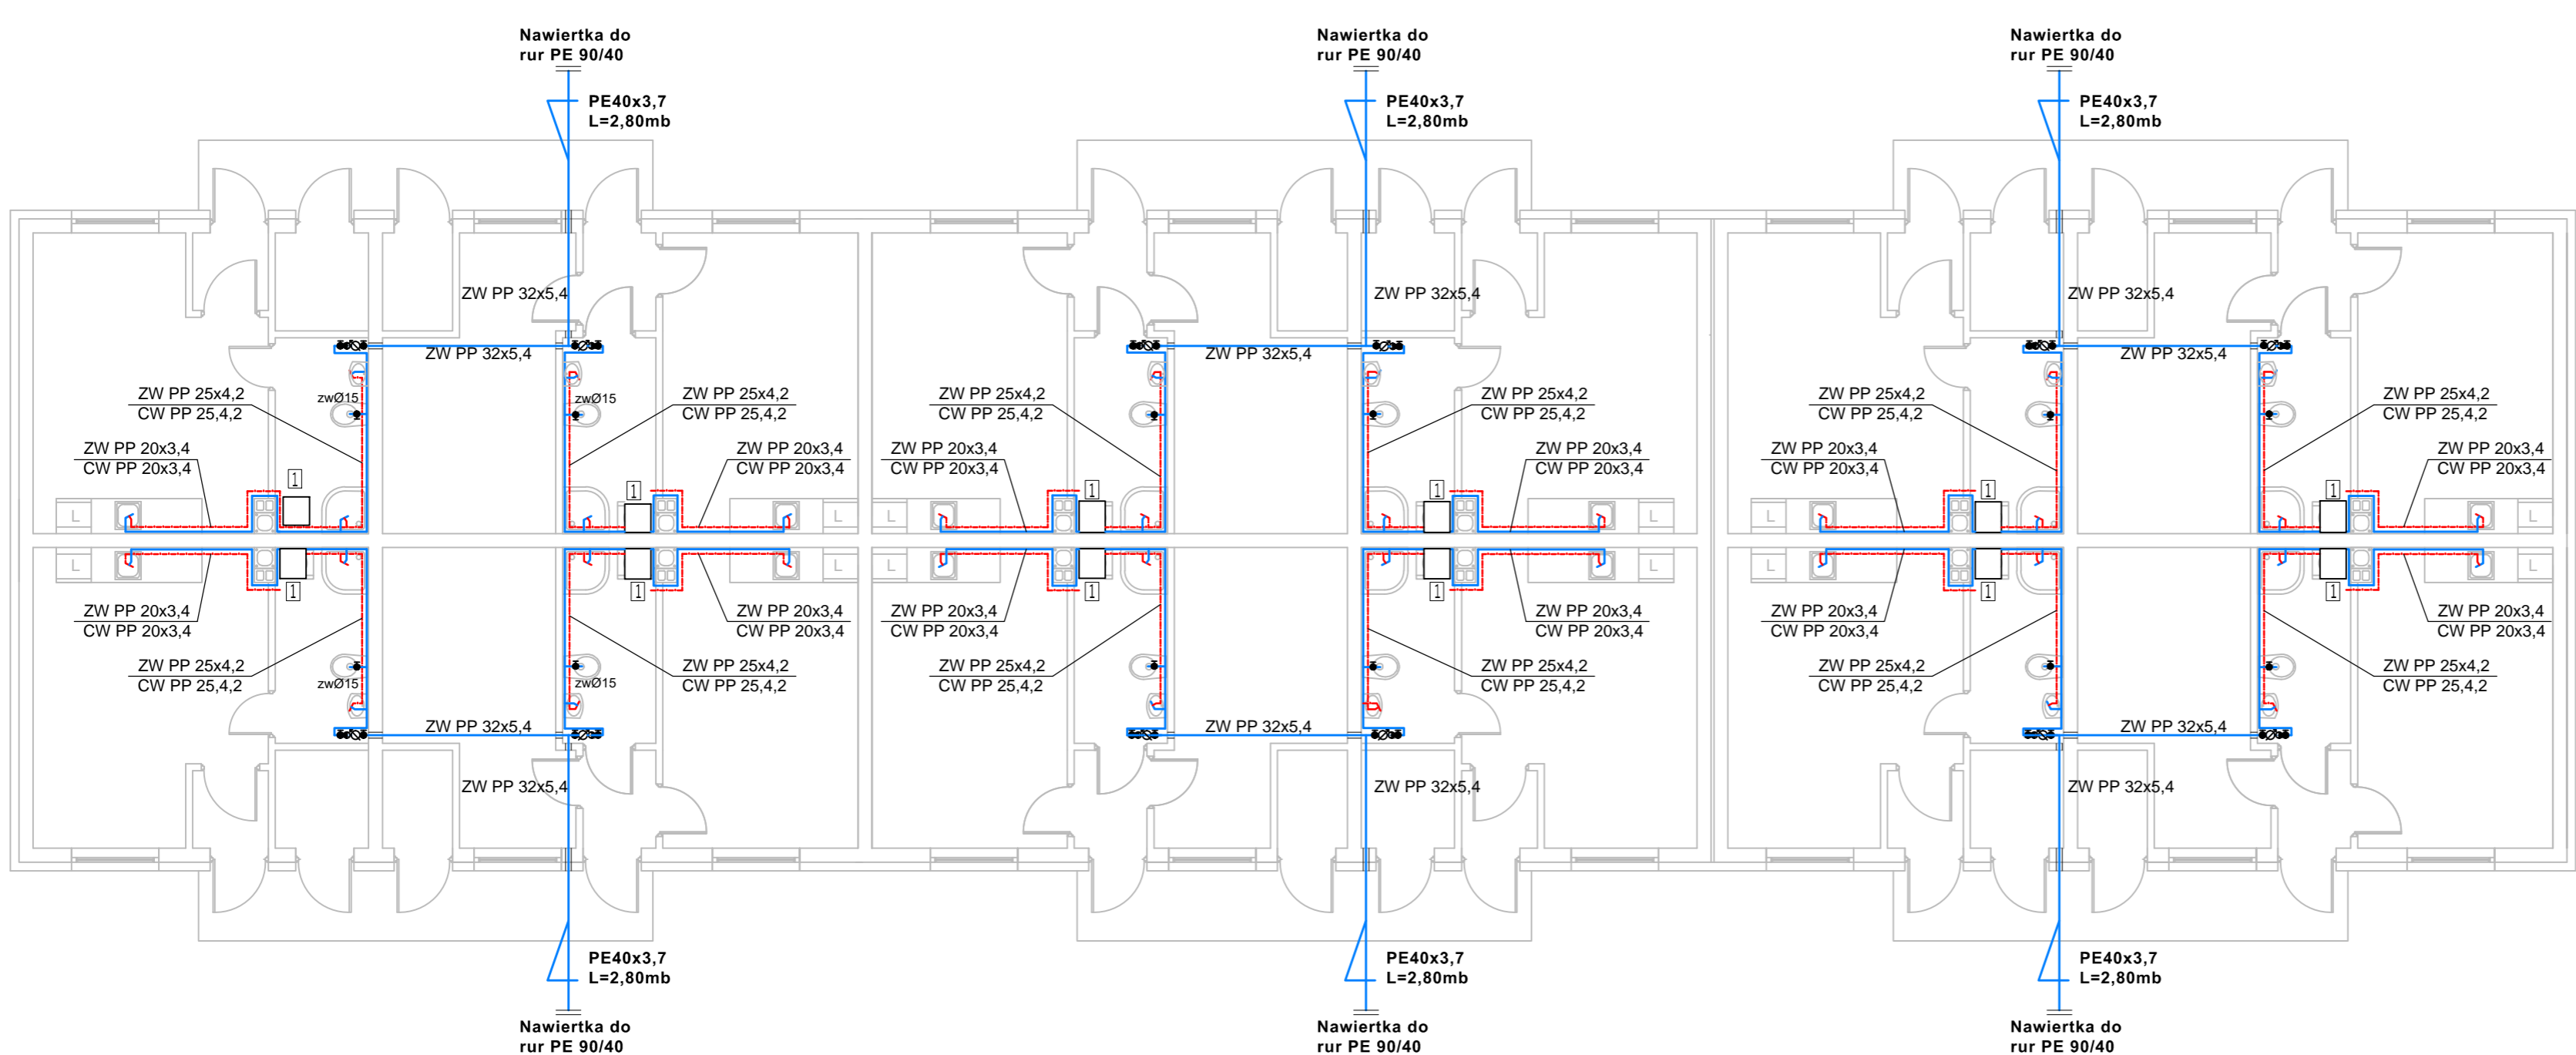 Nawiertka do
rur PE 90/40
Nawiertka do
rur PE 90/40
Nawiertka do
rur PE 90/40
PE40x3,7
L=2,80mb
PE40x3,7
L=2,80mb
PE40x3,7
L=2,80mb
ZW PP 32x5,4
ZW PP 32x5,4
ZW PP 32x5,4
ZW PP 32x5,4
ZW PP 32x5,4
ZW PP 32x5,4
ZW PP 25x4,2
CW PP 25,4,2
zwØ15
zwØ15
ZW PP 25x4,2
CW PP 25,4,2
ZW PP 25x4,2
CW PP 25,4,2
ZW PP 25x4,2
CW PP 25,4,2
ZW PP 25x4,2
CW PP 25,4,2
ZW PP 25x4,2
CW PP 25,4,2
ZW PP 20x3,4
CW PP 20x3,4
ZW PP 20x3,4
CW PP 20x3,4
ZW PP 20x3,4
CW PP 20x3,4
ZW PP 20x3,4
CW PP 20x3,4
ZW PP 20x3,4
CW PP 20x3,4
ZW PP 20x3,4
CW PP 20x3,4
1
1
1
1
1
1
L
L
L
L
L
L
L
L
L
L
L
L
1
1
1
1
1
1
ZW PP 20x3,4
CW PP 20x3,4
ZW PP 20x3,4
CW PP 20x3,4
ZW PP 20x3,4
CW PP 20x3,4
ZW PP 20x3,4
CW PP 20x3,4
ZW PP 20x3,4
CW PP 20x3,4
ZW PP 20x3,4
CW PP 20x3,4
ZW PP 25x4,2
CW PP 25,4,2
zwØ15
zwØ15
ZW PP 25x4,2
CW PP 25,4,2
ZW PP 25x4,2
CW PP 25,4,2
ZW PP 25x4,2
CW PP 25,4,2
ZW PP 25x4,2
CW PP 25,4,2
ZW PP 25x4,2
CW PP 25,4,2
ZW PP 32x5,4
ZW PP 32x5,4
ZW PP 32x5,4
ZW PP 32x5,4
ZW PP 32x5,4
ZW PP 32x5,4
PE40x3,7
L=2,80mb
PE40x3,7
L=2,80mb
PE40x3,7
L=2,80mb
Nawiertka do
rur PE 90/40
Nawiertka do
rur PE 90/40
Nawiertka do
rur PE 90/40